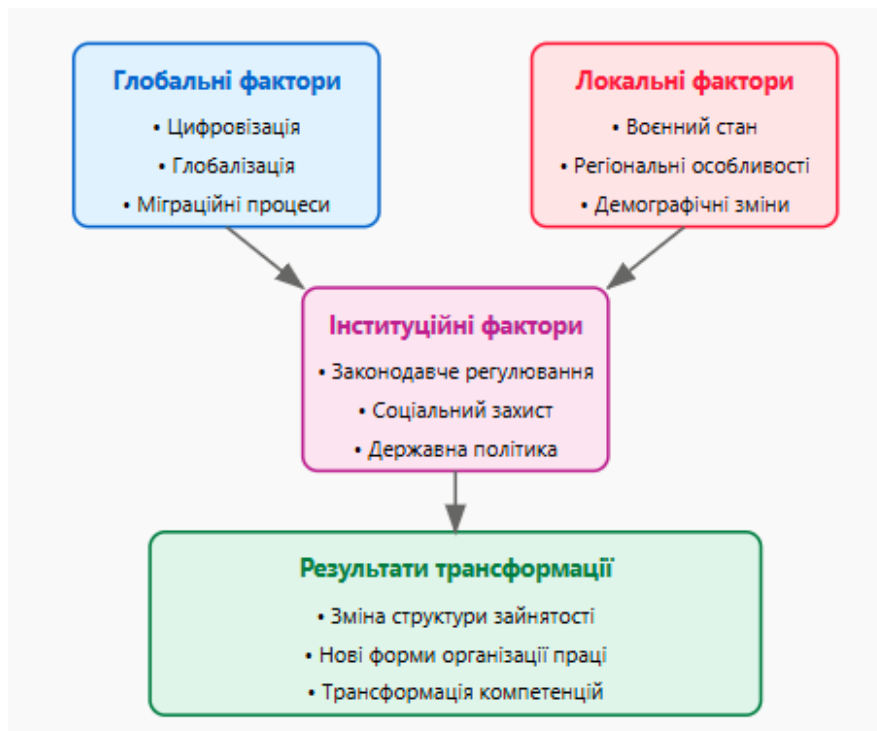 Глобальні фактори
• Цифровізація
• Глобалізація
• Міграційні процеси
Локальні фактори
• Воєнний стан
• Регіональні особливості
• Демографічні зміни
Інституційні фактори
• Законодавче регулювання
• Соціальний захист
• Державна політика
Результати трансформації
• Зміна структури зайнятості
• Нові форми організації праці
• Трансформація компетенцій